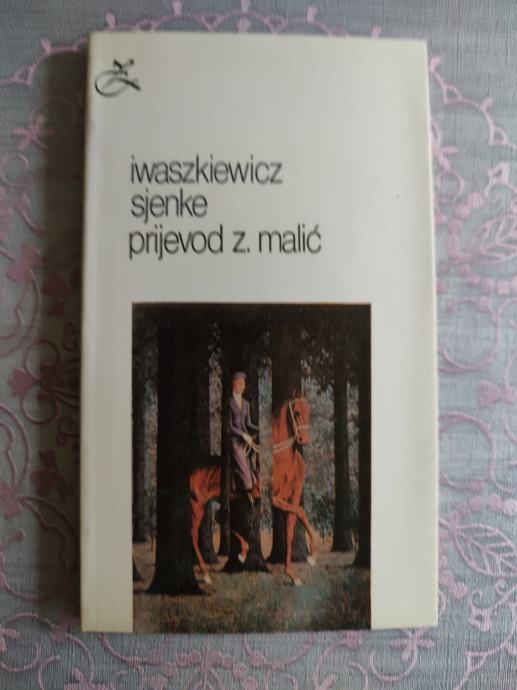 iwaszkiewicz
sjenke
prijevod z. malić